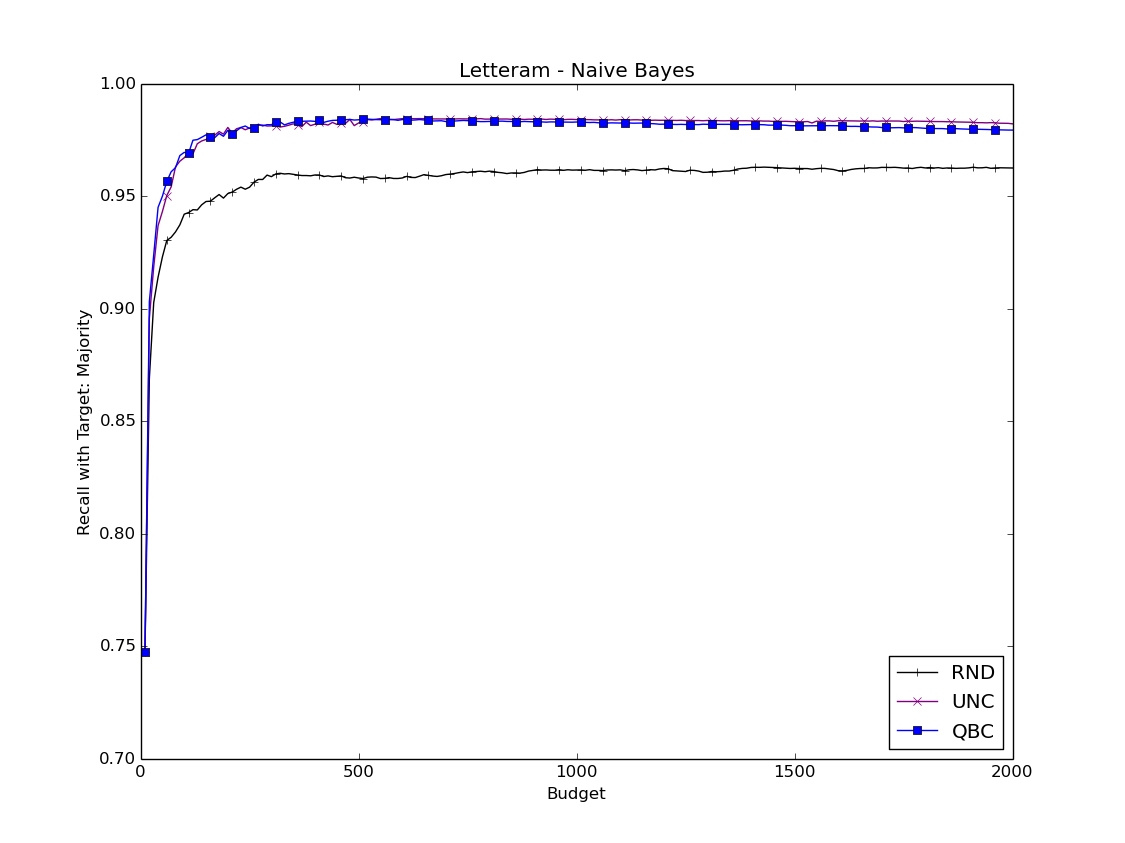 Letteram - Naive Bayes
1.00
0.95
0.90
0.85
0.80
0.75
0.70
Recall with Target: Majority
RND
UNC
QBC
0
500
1000
1500
2000
Budget